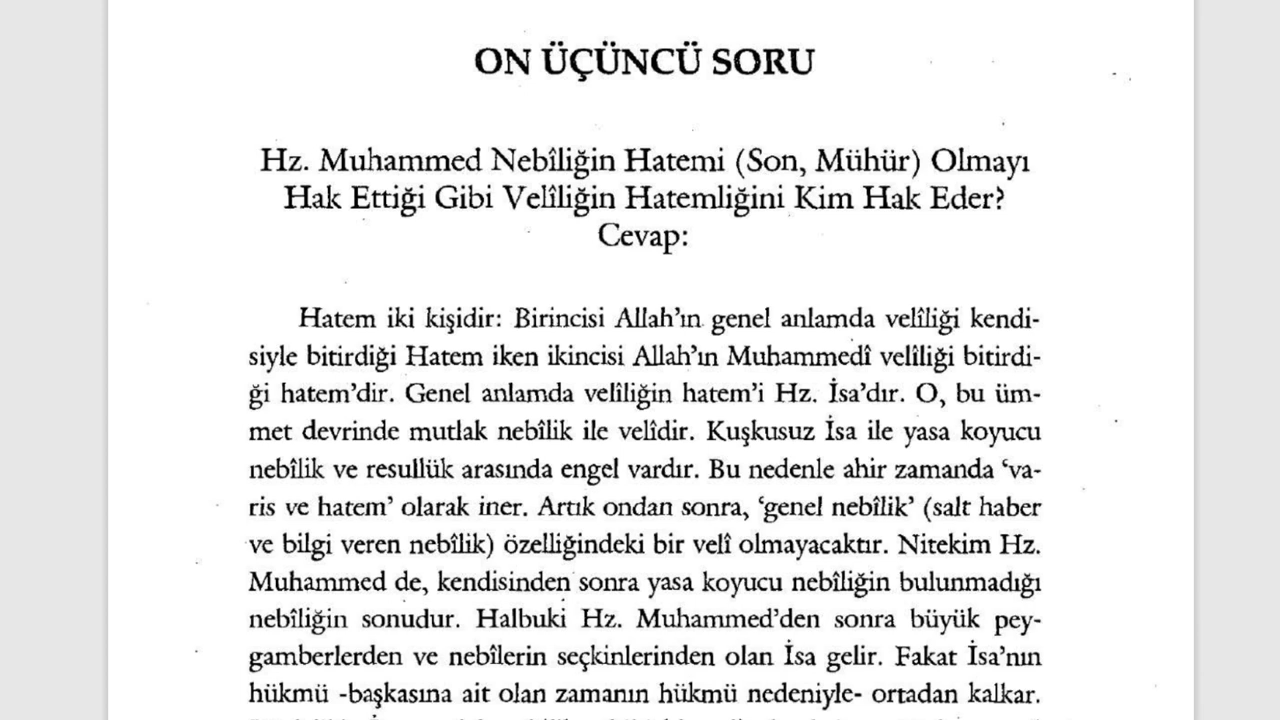 ON ÜÇÜNCÜ SORU
Hz. Muhammed Nebîliğin Hatemi (Son, Mühür) Olmayı
Hak Ettiği Gibi Velîliğin Hatemliğini Kim Hak Eder?
Cevap:
Hatem iki kişidir: Birincisi Allah'ın genel anlamda velîliği kendi-
siyle bitirdiği Hatem iken ikincisi Allah'ın Muhammedî velîliği bitirdi-
ği hatem'dir. Genel anlamda velîliğin hatem'i Hz. İsa'dır. O, bu üm-
met devrinde mutlak nebîlik ile velîdir. Kuşkusuz İsa ile yasa koyucu
nebîlik ve resullük arasında engel vardır. Bu nedenle ahir zamanda 'va-
ris ve hatem' olarak iner. Artık ondan sonra, 'genel nebîlik' (salt haber
ve bilgi veren nebîlik) özelliğindeki bir velî olmayacaktır. Nitekim Hz.
Muhammed de, kendisinden sonra yasa koyucu nebîliğin bulunmadığı
nebîliğin sonudur. Halbuki Hz. Muhammed'den sonra büyük pey-
gamberlerden ve nebîlerin seçkinlerinden olan İsa gelir. Fakat İsa'nın
hükmü -başkasına ait olan zamanın hükmü nedeniyle- ortadan kalkar.